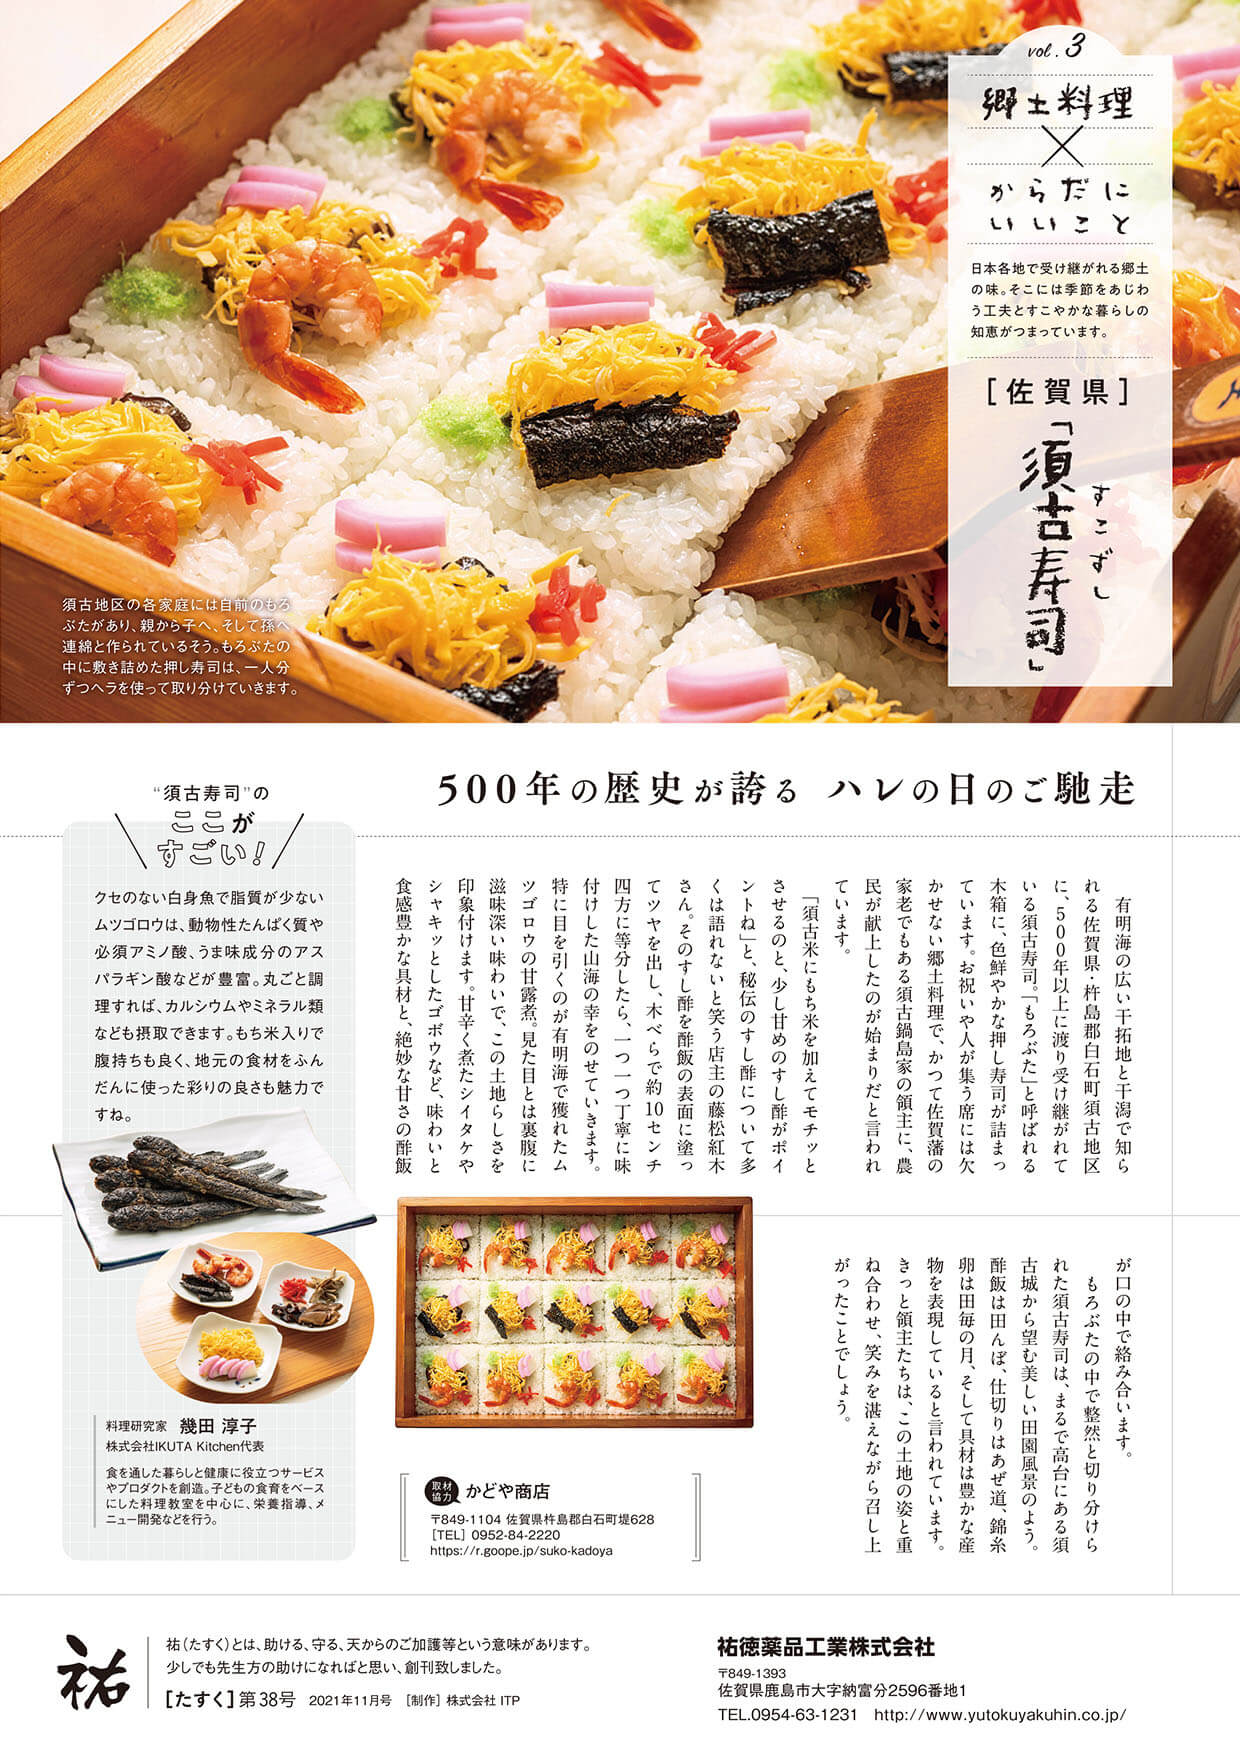 vol. 3
郷土料理
×
からだに
いいこと
日本各地で受け継がれる郷土
の味。そこには季節をあじわ
う工夫とすこやかな暮らしの
知恵がつまっています。
[佐賀県]
「須古寿司」
すこずし
須古地区の各家庭には自前のもろ
ぶたがあり、親から子へ、そして孫へ
連綿と作られているそう。もろぶたの
中に敷き詰めた押し寿司は、一人分
ずつヘラを使って取り分けていきます。
500年の歴史が誇る ハレの日のご馳走
有明海の広い干拓地と干潟で知ら
れる佐賀県・杵島郡白石町須古地区
に、500年以上に渡り受け継がれて
いる須古寿司。「もろぶた」と呼ばれる
木箱に、色鮮やかな押し寿司が詰まっ
ています。お祝いや人が集う席には欠
かせない郷土料理で、かつて佐賀藩の
家老でもある須古鍋島家の領主に、農
民が献上したのが始まりだと言われ
ています。
「須古米にもち米を加えてモチッと
させるのと、少し甘めのすし酢がポイ
ントね」と、秘伝のすし酢について多
くは語れないと笑う店主の藤松紅木
さん。そのすし酢を酢飯の表面に塗っ
てツヤを出し、木べらで約10センチ
四方に等分したら、一つ一つ丁寧に味
付けした山海の幸をのせていきます。
特に目を引くのが有明海で獲れたム
ツゴロウの甘露煮。見た目とは裏腹に
滋味深い味わいで、この土地らしさを
印象付けます。甘辛く煮たシイタケや
シャキッとしたゴボウなど、味わいと
食感豊かな具材と、絶妙な甘さの酢飯
が口の中で絡み合います。
もろぶたの中で整然と切り分けら
れた須古寿司は、まるで高台にある須
古城から望む美しい田園風景のよう。
酢飯は田んぼ、仕切りはあぜ道、錦糸
卵は田毎の月、そして具材は豊かな産
物を表現していると言われています。
きっと領主たちは、この土地の姿と重
ね合わせ、笑みを湛えながら召し上
がったことでしょう。
“須古寿司”の
ここが
すごい！
クセのない白身魚で脂質が少ない
ムツゴロウは、動物性たんぱく質や
必須アミノ酸、うま味成分のアス
パラギン酸などが豊富。丸ごと調
理すれば、カルシウムやミネラル類
なども摂取できます。もち米入りで
腹持ちも良く、地元の食材をふん
だんに使った彩りの良さも魅力で
すね。
料理研究家 幾田 淳子
株式会社IKUTA Kitchen代表
食を通した暮らしと健康に役立つサービス
やプロダクトを創造。子どもの食育をベース
にした料理教室を中心に、栄養指導、メ
ニュー開発などを行う。
取材
協力
かどや商店
〒849-1104 佐賀県杵島郡白石町堤628
［TEL］ 0952-84-2220
https://r.goope.jp/suko-kadoya
祐
祐（たすく）とは、助ける、守る、天からのご加護等という意味があります。
少しでも先生方の助けになればと思い、創刊致しました。
［たすく］第38号 2021年11月号 ［制作］ 株式会社 ITP
祐徳薬品工業株式会社
〒849-1393
佐賀県鹿島市大字納富分2596番地1
TEL.0954-63-1231 http://www.yutokuyakuhin.co.jp/